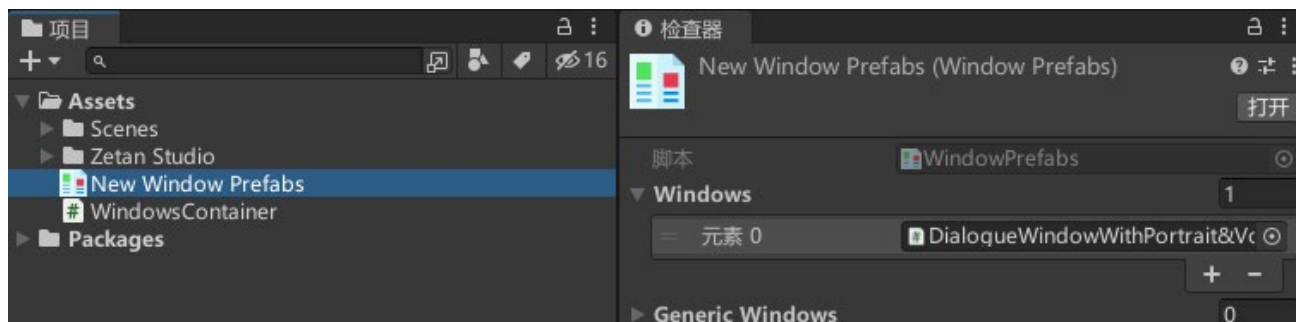 项目
16
Assets
Scenes
Zetan Studio
New Window Prefabs
# WindowsContainer
Packages
检查器
New Window Prefabs (Window Prefabs)
打开
脚本 WindowPrefabs
Windows 1
元素 0 DialogueWindowWithPortrait&Vc
Generic Windows 0